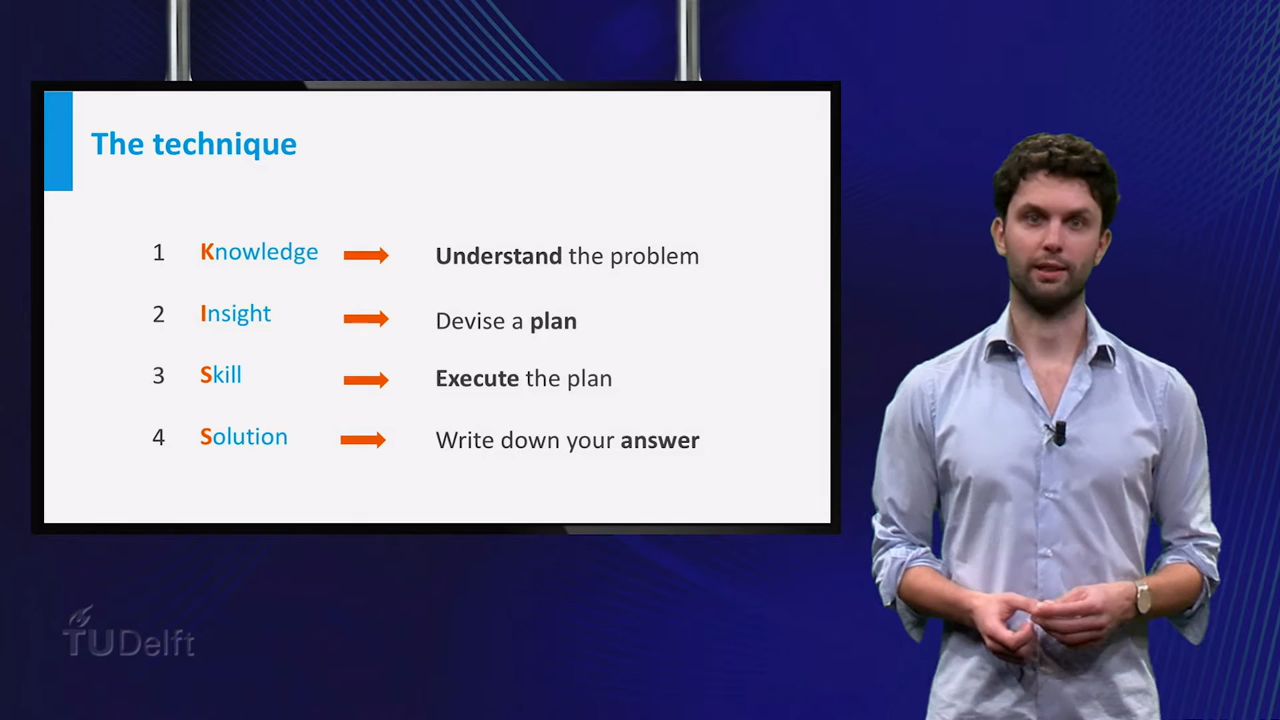 The technique
1 Knowledge Understand the problem
2 Insight Devise a plan
3 Skill Execute the plan
4 Solution Write down your answer
TUDelft